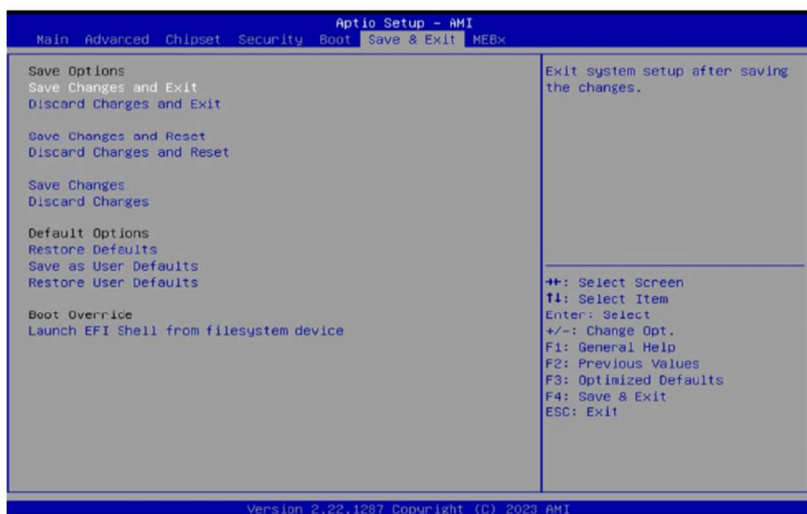 Aptio Setup - AMI
Main Advanced Chipset Security Boot Save & Exit MEBx
Save Options
Save Changes and Exit
Discard Changes and Exit
Save Changes and Reset
Discard Changes and Reset
Save Changes
Discard Changes
Default Options
Restore Defaults
Save as User Defaults
Restore User Defaults
Boot Override
Launch EFI Shell from filesystem device
Exit system setup after saving
the changes.
→←: Select Screen
↑↓: Select Item
Enter: Select
+/-: Change Opt.
F1: General Help
F2: Previous Values
F3: Optimized Defaults
F4: Save & Exit
ESC: Exit
Version 2.22.1287 Copyright (C) 2023 AMI